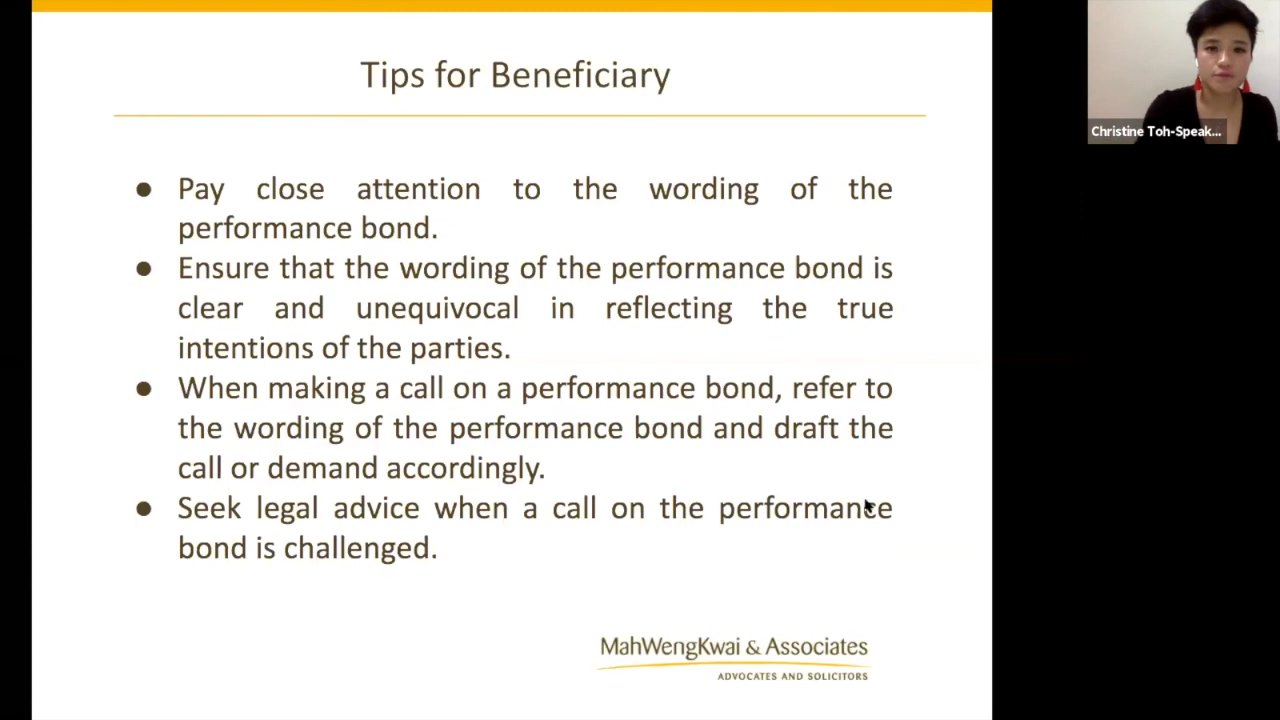 Tips for Beneficiary
Christine Toh-Speak...
● Pay close attention to the wording of the
performance bond.
● Ensure that the wording of the performance bond is
clear and unequivocal in reflecting the true
intentions of the parties.
● When making a call on a performance bond, refer to
the wording of the performance bond and draft the
call or demand accordingly.
● Seek legal advice when a call on the performance
bond is challenged.
MahWengKwai & Associates
ADVOCATES AND SOLICITORS